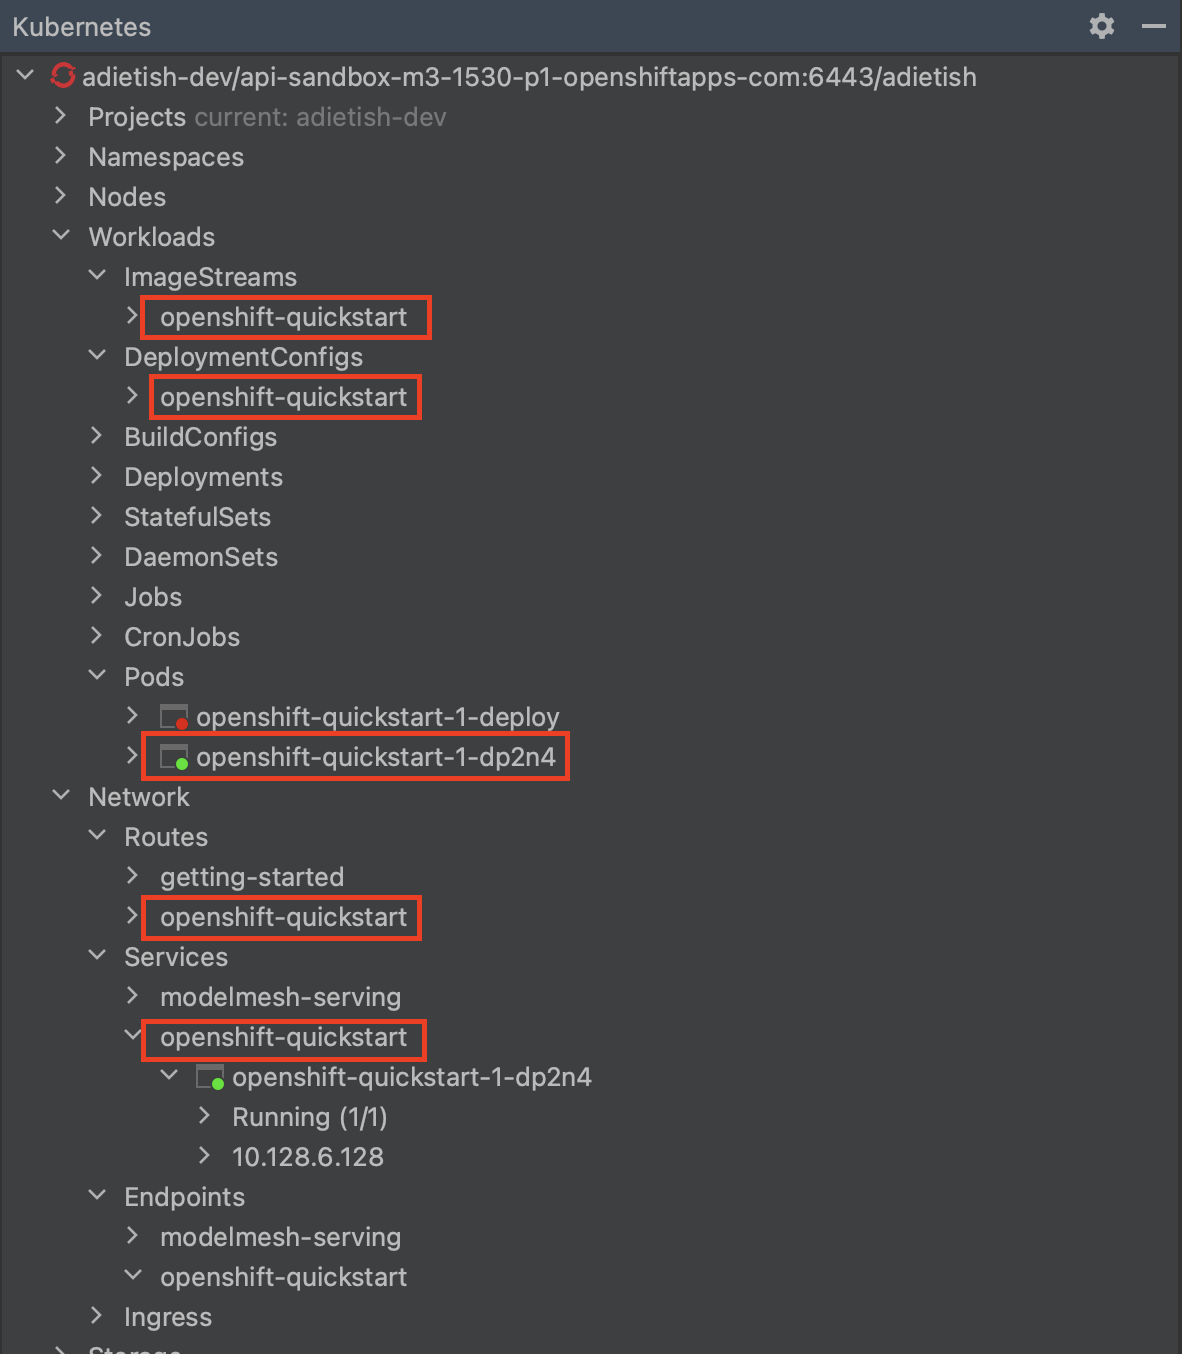 Kubernetes
adietish-dev/api-sandbox-m3-1530-p1-openshiftapps-com:6443/adietish
Projects current: adietish-dev
Namespaces
Nodes
Workloads
ImageStreams
openshift-quickstart
DeploymentConfigs
openshift-quickstart
BuildConfigs
Deployments
StatefulSets
DaemonSets
Jobs
CronJobs
Pods
openshift-quickstart-1-deploy
openshift-quickstart-1-dp2n4
Network
Routes
getting-started
openshift-quickstart
Services
modelmesh-serving
openshift-quickstart
openshift-quickstart-1-dp2n4
Running (1/1)
10.128.6.128
Endpoints
modelmesh-serving
openshift-quickstart
Ingress
Storage